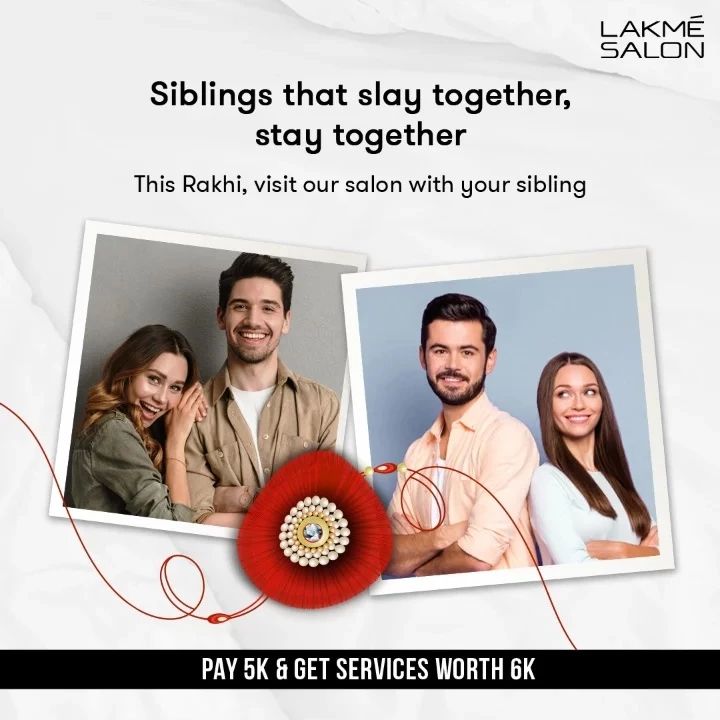 LAKMÉ
SALON
Siblings that slay together,
stay together
This Rakhi, visit our salon with your sibling
PAY 5K & GET SERVICES WORTH 6K